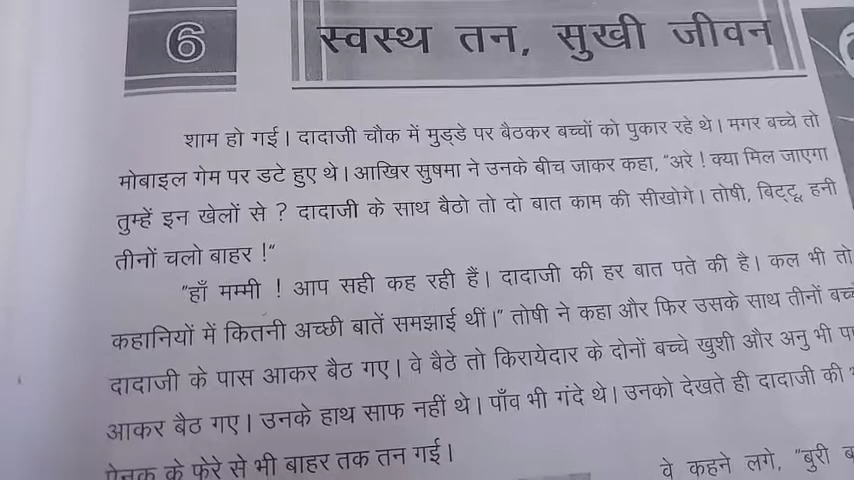 6
स्वस्थ तन, सुखी जीवन
शाम हो गई। दादाजी चौक में मुड्डे पर बैठकर बच्चों को पुकार रहे थे। मगर बच्चे तो
मोबाइल गेम पर डटे हुए थे। आखिर सुषमा ने उनके बीच जाकर कहा, "अरे ! क्या मिल जाएगा
तुम्हें इन खेलों से ? दादाजी के साथ बैठो तो दो बात काम की सीखोगे। तोषी, बिट्टू, हनी
तीनों चलो बाहर !"
"हाँ मम्मी ! आप सही कह रही हैं। दादाजी की हर बात पते की है। कल भी तो
कहानियों में कितनी अच्छी बातें समझाई थीं।" तोषी ने कहा और फिर उसके साथ तीनों
दादाजी के पास आकर बैठ गए। वे बैठे तो किरायेदार के दोनों बच्चे खुशी और अनु भी
आकर बैठ गए। उनके हाथ साफ नहीं थे। पाँव भी गंदे थे। उनको देखते ही दादाजी की
ऐनक के फेरे से भी बाहर तक तन गई।
वे कहने लगे, "बुरी